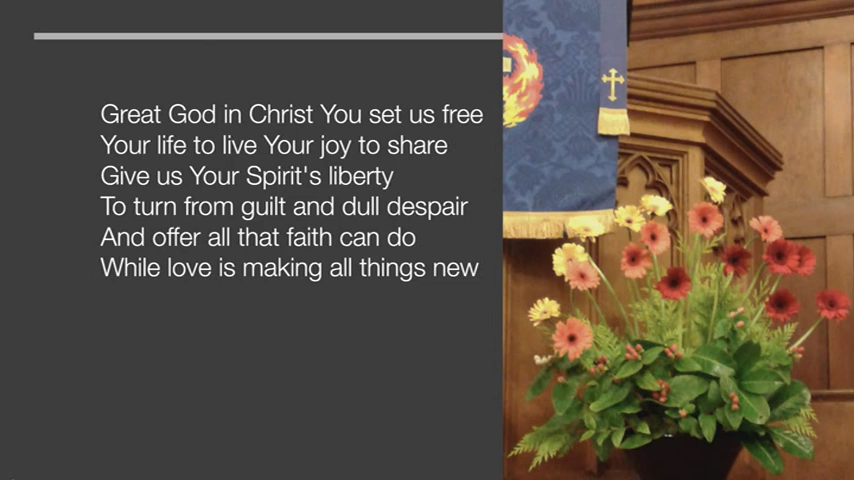 Great God in Christ You set us free
Your life to live Your joy to share
Give us Your Spirit's liberty
To turn from guilt and dull despair
And offer all that faith can do
While love is making all things new